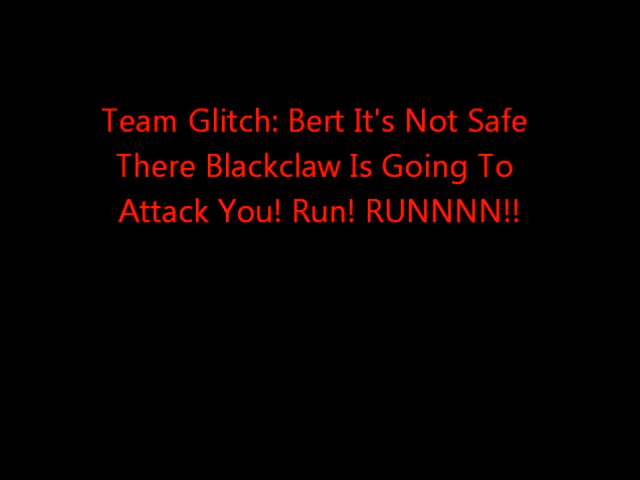 Team Glitch: Bert It's Not Safe
There Blackclaw Is Going To
Attack You! Run! RUNNNN!!